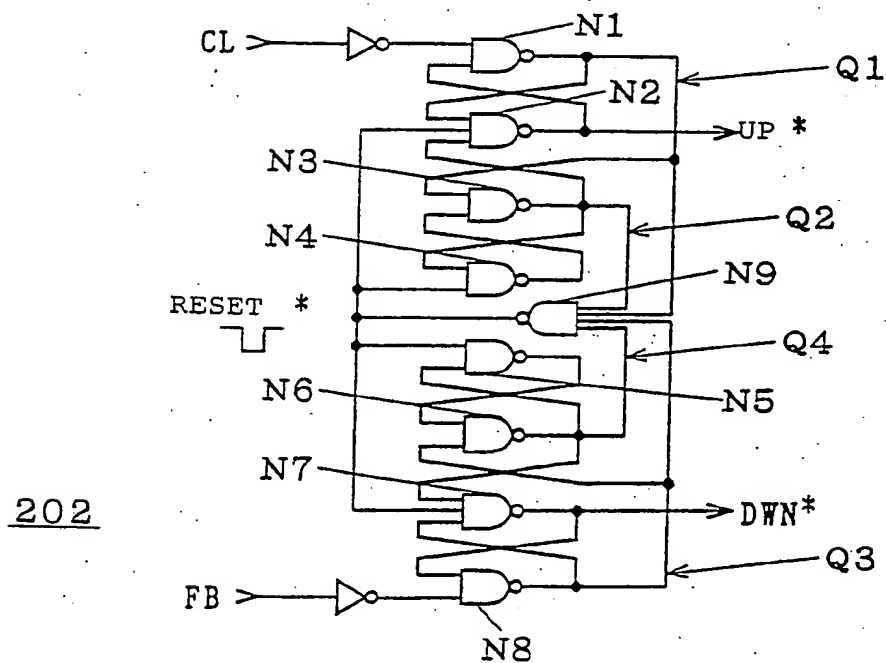 N1
CL
Q1
N2
UP *
N3
Q2
N4
N9
RESET *
Q4
N6
N5
N7
202
DWN*
Q3
FB
N8